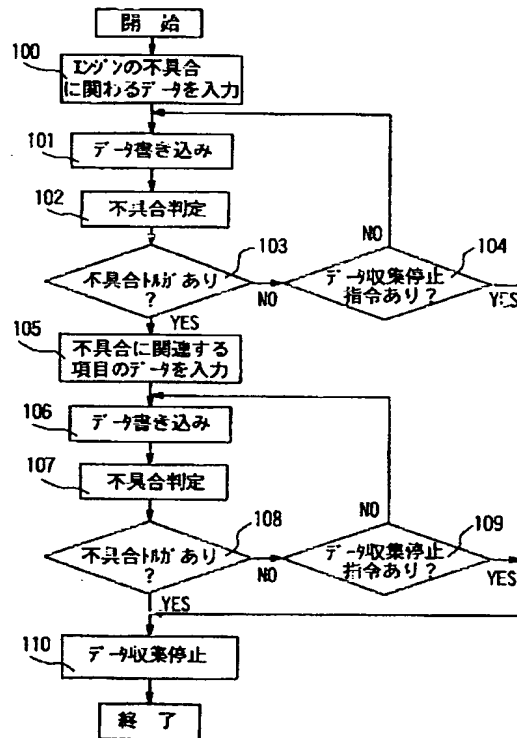 開 始
100
エンジンの不具合
に関わるデータを入力
101
データ書き込み
102
不具合判定
103
不具合トリガあり
?
NO
YES
104
データ収集停止
指令あり?
NO
YES
105
不具合に関連する
項目のデータを入力
106
データ書き込み
107
不具合判定
108
不具合トリガあり
?
NO
YES
109
データ収集停止
指令あり?
NO
YES
110
データ収集停止
終 了